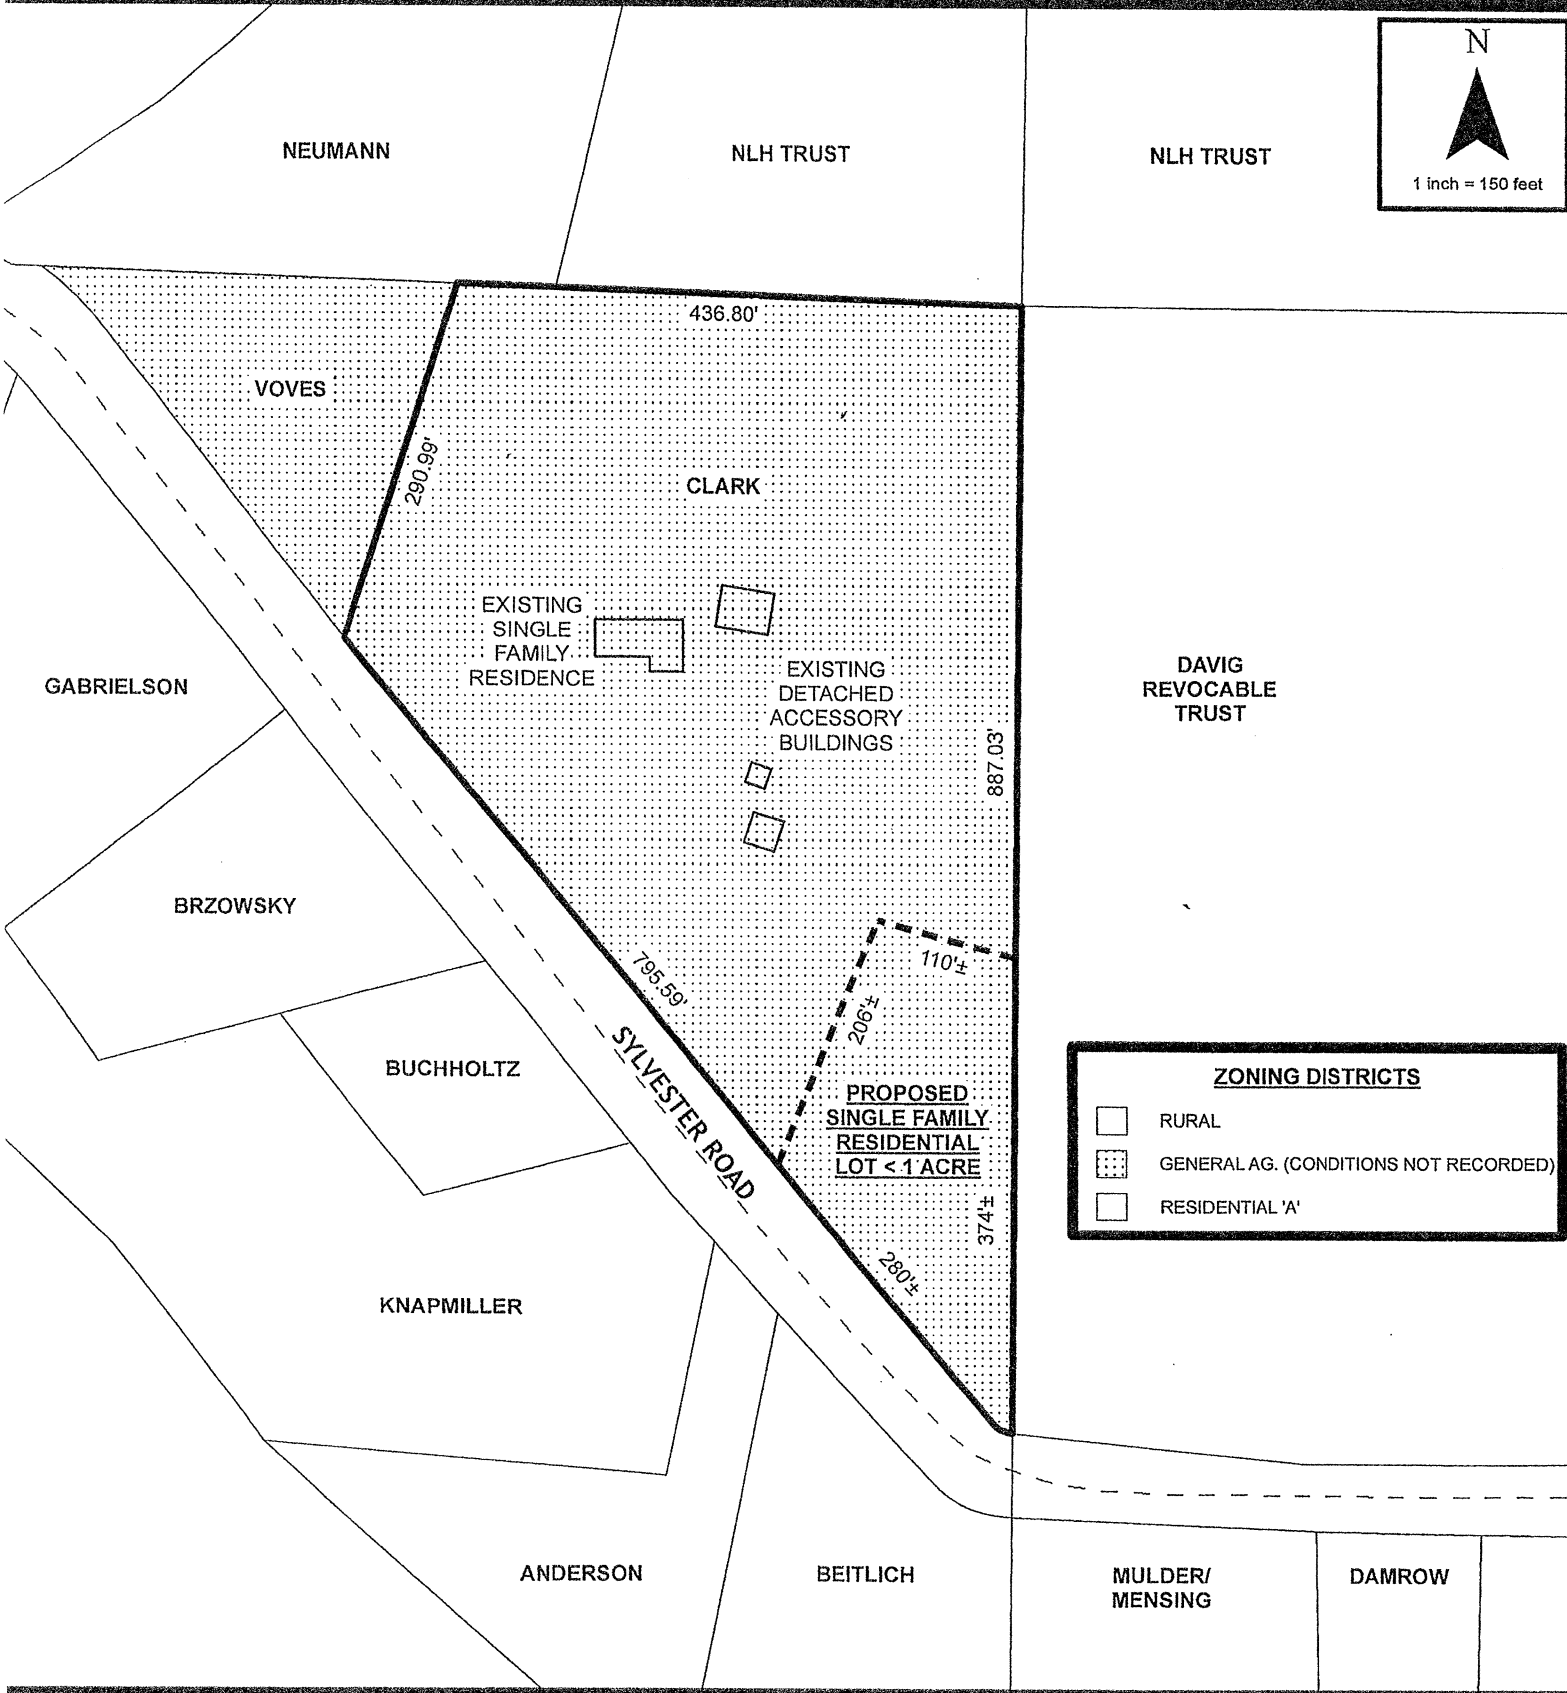 N
1 inch = 150 feet
NEUMANN
NLH TRUST
NLH TRUST
436.80'
VOVES
290.99'
CLARK
EXISTING
SINGLE
FAMILY
RESIDENCE
EXISTING
DETACHED
ACCESSORY
BUILDINGS
887.03'
DAVIG
REVOCABLE
TRUST
GABRIELSON
BRZOWSKY
795.59'
110'±
206'±
SYLVESTER ROAD
BUCHHOLTZ
PROPOSED
SINGLE FAMILY
RESIDENTIAL
LOT < 1 ACRE
374'±
280'±
ZONING DISTRICTS
RURAL
GENERAL AG. (CONDITIONS NOT RECORDED)
RESIDENTIAL 'A'
KNAPMILLER
ANDERSON
BEITLICH
MULDER/
MENSING
DAMROW